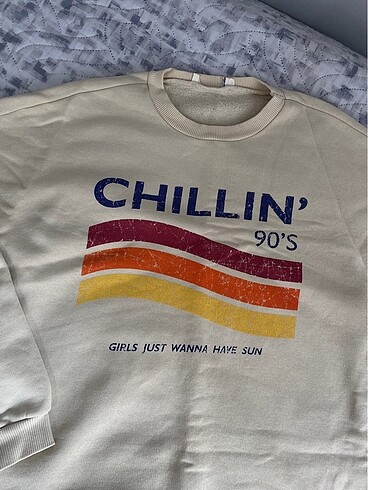 CHILLIN'
90'S
GIRLS JUST WANNA HAVE SUN